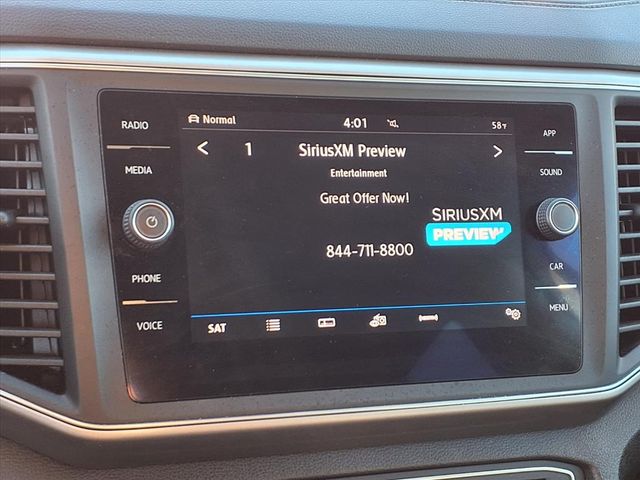 RADIO
MEDIA
PHONE
VOICE
Normal 4:01 58°F
1 SiriusXM Preview
Entertainment
Great Offer Now!
844-711-8800
SIRIUSXM
PREVIEW
SAT
APP
SOUND
CAR
MENU